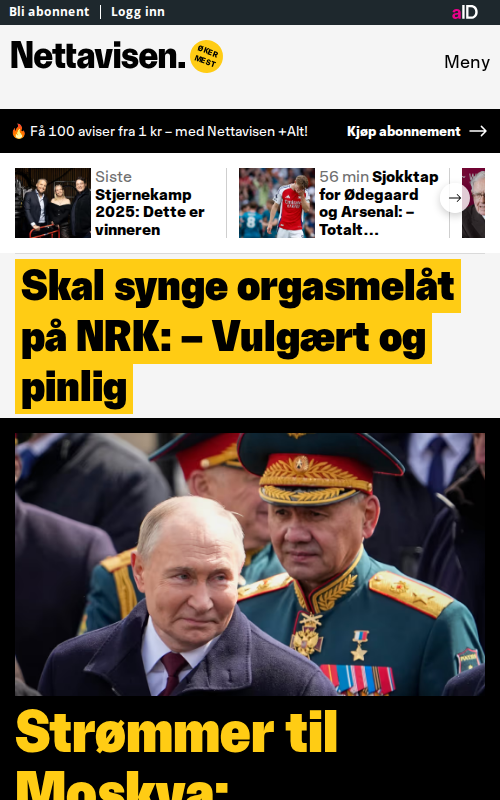 Bli abonnent
Logg inn
aID
Nettavisen.
ØKER
MEST
Meny
🔥 Få 100 aviser fra 1 kr – med Nettavisen +Alt!
Kjøp abonnement →
Siste
Stjernekamp
2025: Dette er
vinneren
56 min Sjokktap
for Ødegaard
og Arsenal: –
Totalt...
Skal synge orgasmelåt
på NRK: – Vulgært og
pinlig
Strømmer til
Moskva: